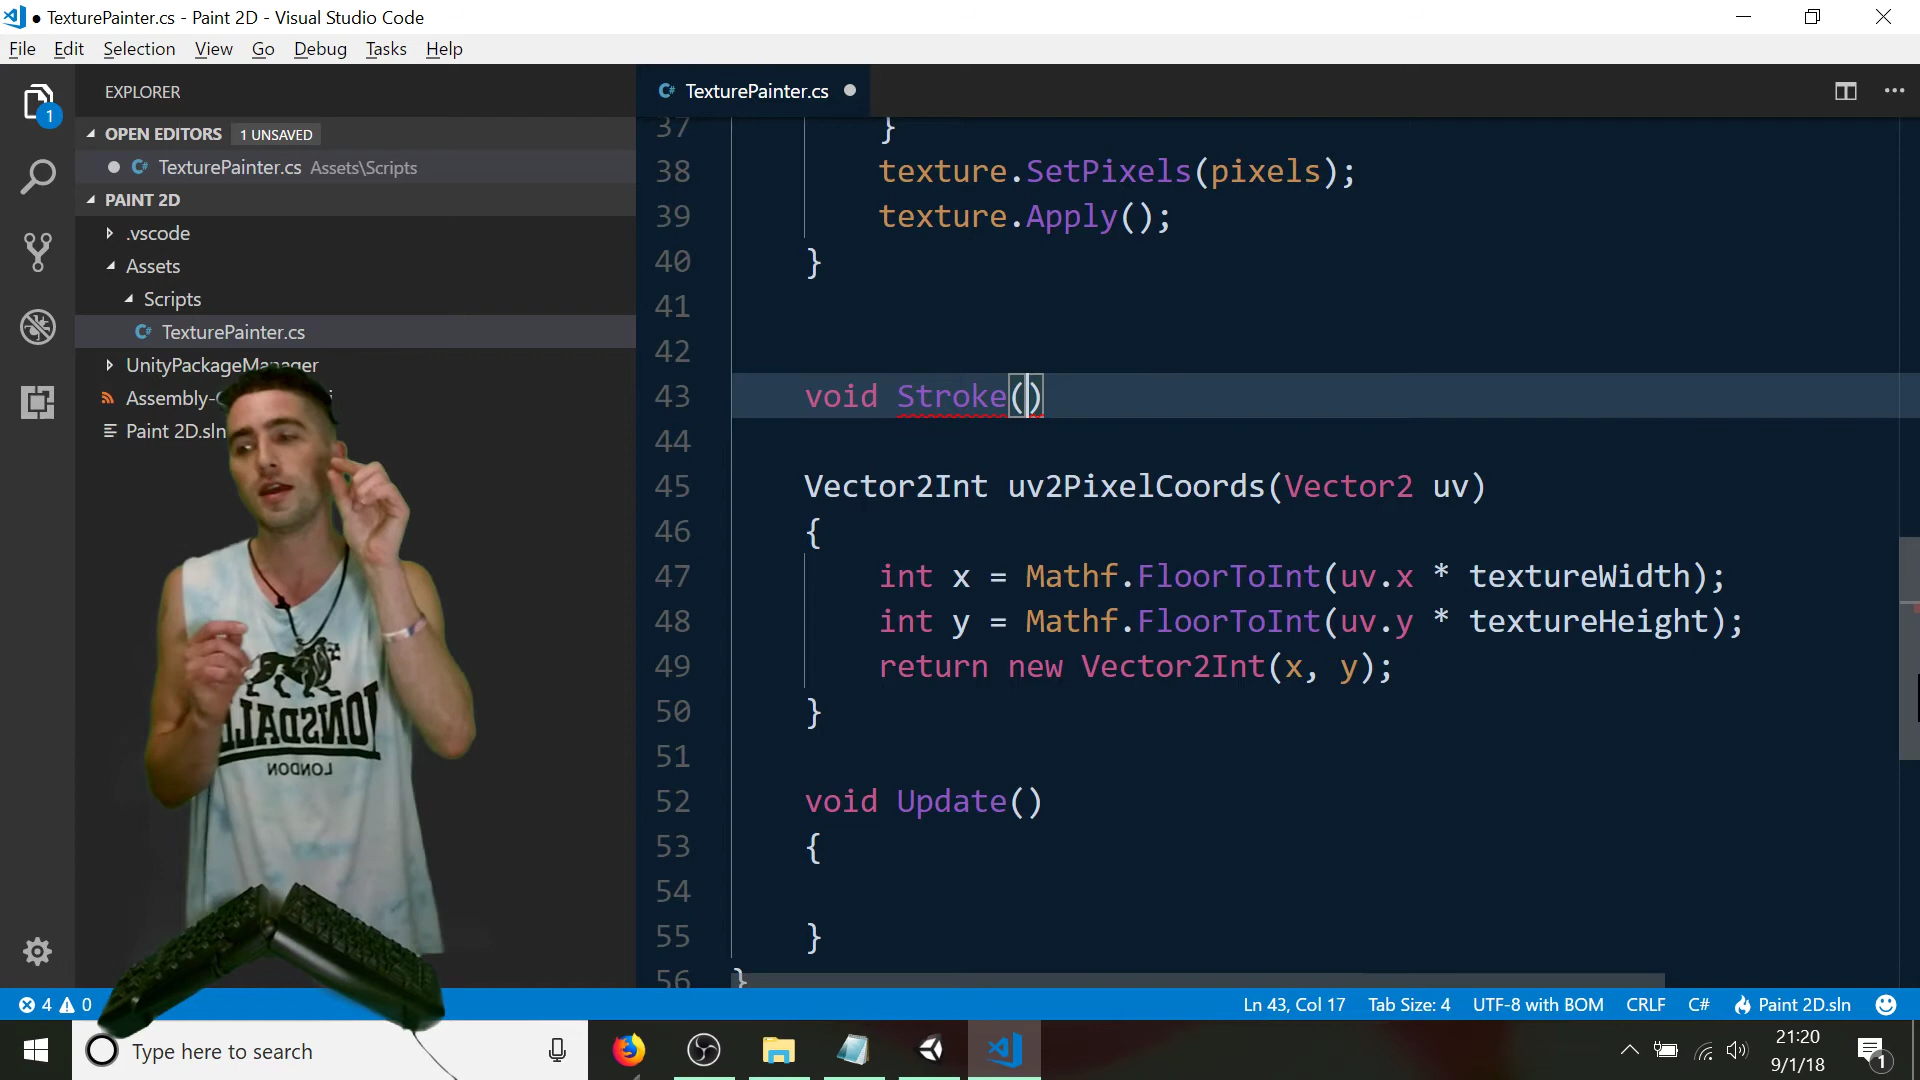 TexturePainter.cs - Paint 2D - Visual Studio Code
File Edit Selection View Go Debug Tasks Help
EXPLORER
OPEN EDITORS 1 UNSAVED
TexturePainter.cs Assets\Scripts
PAINT 2D
.vscode
Assets
Scripts
TexturePainter.cs
UnityPackageManager
Assembly-C
Paint 2D.sln
1
TexturePainter.cs
37 }
38 texture.SetPixels(pixels);
39 texture.Apply();
40 }
41
42
43 void Stroke()
44
45 Vector2Int uv2PixelCoords(Vector2 uv)
46 {
47 int x = Mathf.FloorToInt(uv.x * textureWidth);
48 int y = Mathf.FloorToInt(uv.y * textureHeight);
49 return new Vector2Int(x, y);
50 }
51
52 void Update()
53 {
54
55 }
56 }
LONSDALE
LONDON
4 0
Ln 43, Col 17 Tab Size: 4 UTF-8 with BOM CRLF C# Paint 2D.sln
Type here to search
21:20
9/1/18
1